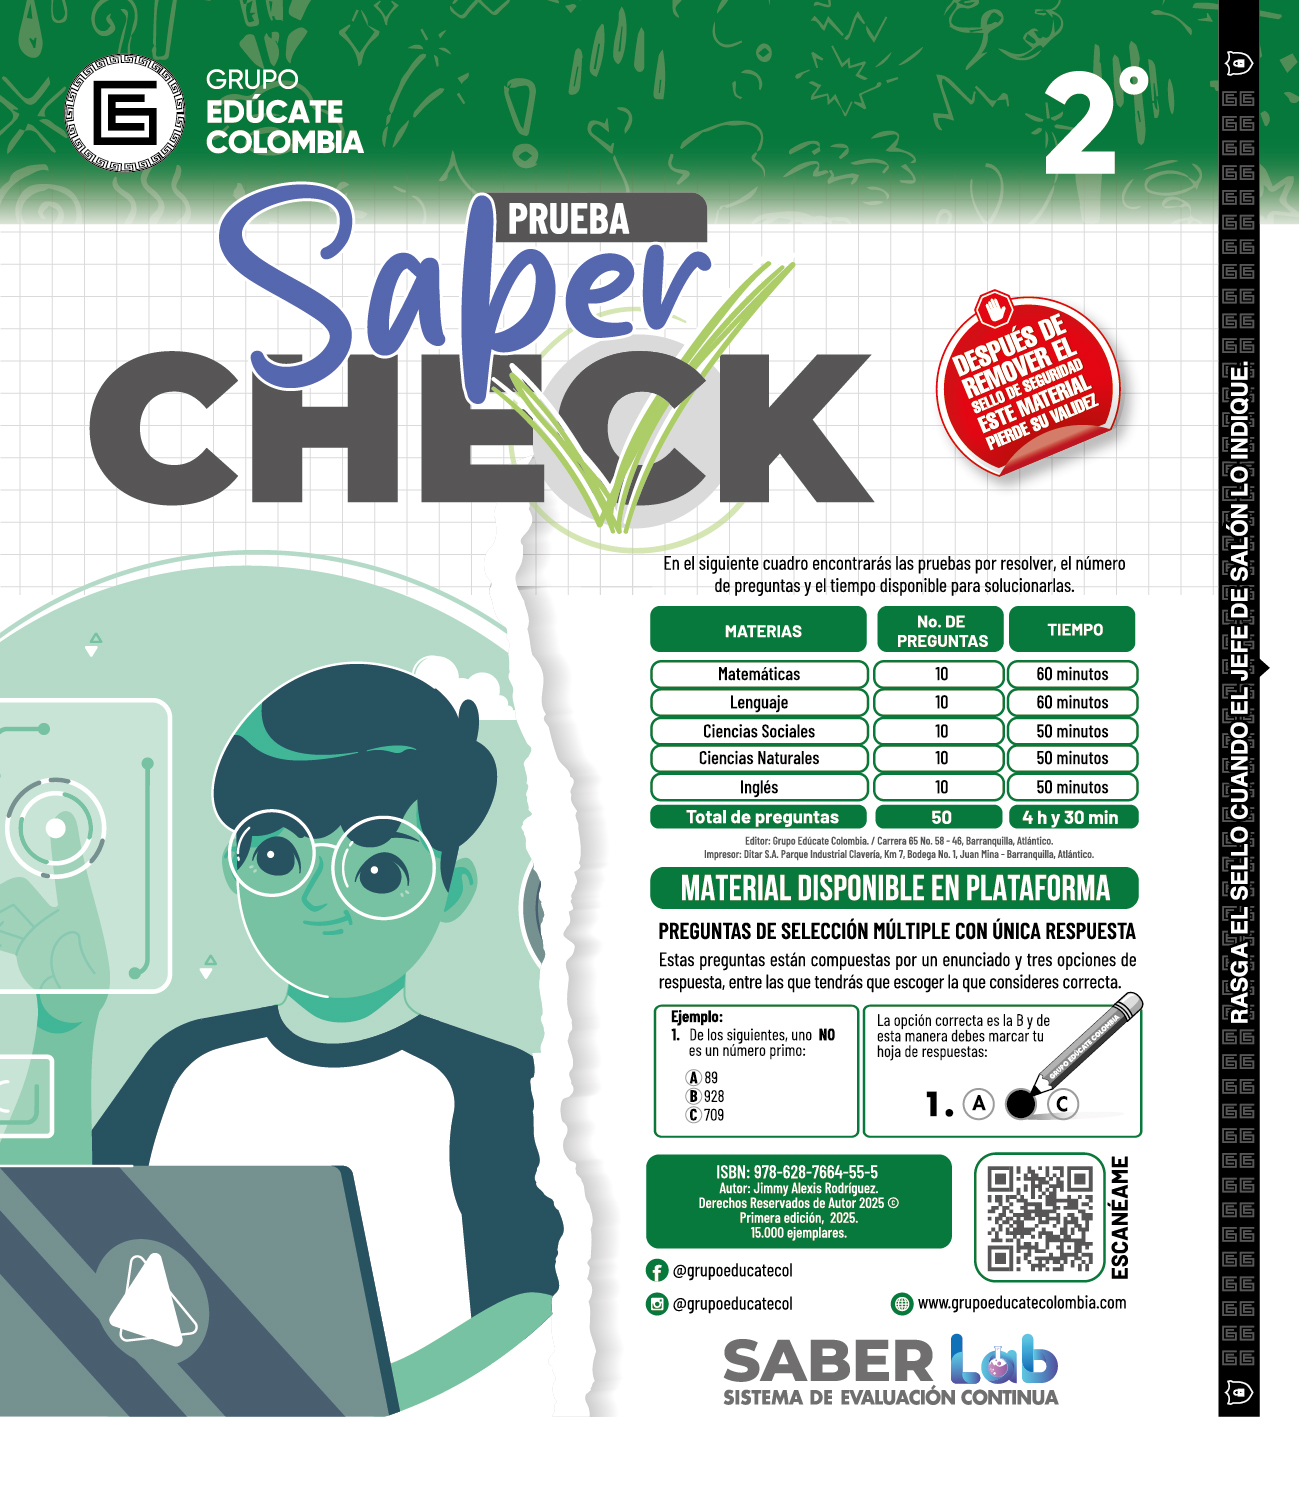 GRUPO
EDÚCATE
COLOMBIA
2°
PRUEBA
Saber
CHECK
DESPUÉS DE
REMOVER EL
SELLO DE SEGURIDAD
ESTE MATERIAL
PIERDE SU VALIDEZ
RASGA EL SELLO CUANDO EL JEFE DE SALÓN LO INDIQUE.
En el siguiente cuadro encontrarás las pruebas por resolver, el número
de preguntas y el tiempo disponible para solucionarlas.
MATERIAS No. DE PREGUNTAS TIEMPO
Matemáticas 10 60 minutos
Lenguaje 10 60 minutos
Ciencias Sociales 10 50 minutos
Ciencias Naturales 10 50 minutos
Inglés 10 50 minutos
Total de preguntas 50 4 h y 30 min
Editor: Grupo Edúcate Colombia. / Carrera 65 No. 58 - 46, Barranquilla, Atlántico.
Impresor: Ditar S.A. Parque Industrial Clavería, Km 7, Bodega No. 1, Juan Mina - Barranquilla, Atlántico.
MATERIAL DISPONIBLE EN PLATAFORMA
PREGUNTAS DE SELECCIÓN MÚLTIPLE CON ÚNICA RESPUESTA
Estas preguntas están compuestas por un enunciado y tres opciones de
respuesta, entre las que tendrás que escoger la que consideres correcta.
Ejemplo:
1. De los siguientes, uno NO
es un número primo:
A 89
B 928
C 709
La opción correcta es la B y de
esta manera debes marcar tu
hoja de respuestas:
GRUPO EDÚCATE COLOMBIA
1. A C
ISBN: 978-628-7664-55-5
Autor: Jimmy Alexis Rodríguez.
Derechos Reservados de Autor 2025 ©
Primera edición, 2025.
15.000 ejemplares.
ESCANÉAME
@grupoeducatecol
@grupoeducatecol
www.grupoeducatecolombia.com
SABER Lab
SISTEMA DE EVALUACIÓN CONTINUA